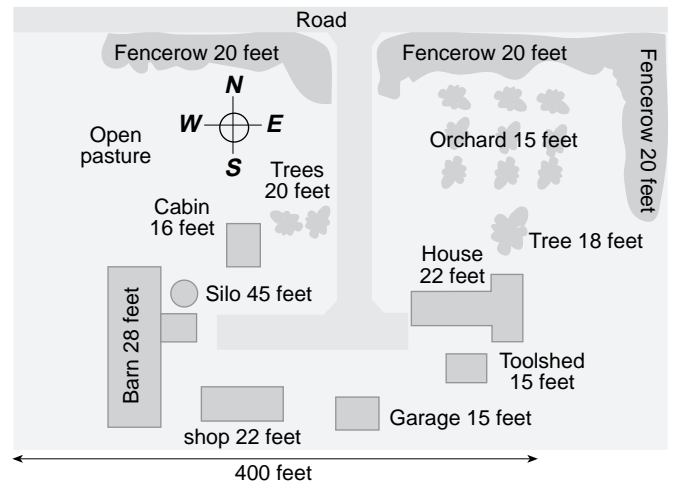 Road
Fencerow 20 feet
Fencerow 20 feet
Fencerow 20 feet
N
W
E
S
Open
pasture
Trees
20 feet
Orchard 15 feet
Cabin
16 feet
Tree 18 feet
House
22 feet
Silo 45 feet
Barn 28 feet
Toolshed
15 feet
Garage 15 feet
shop 22 feet
400 feet